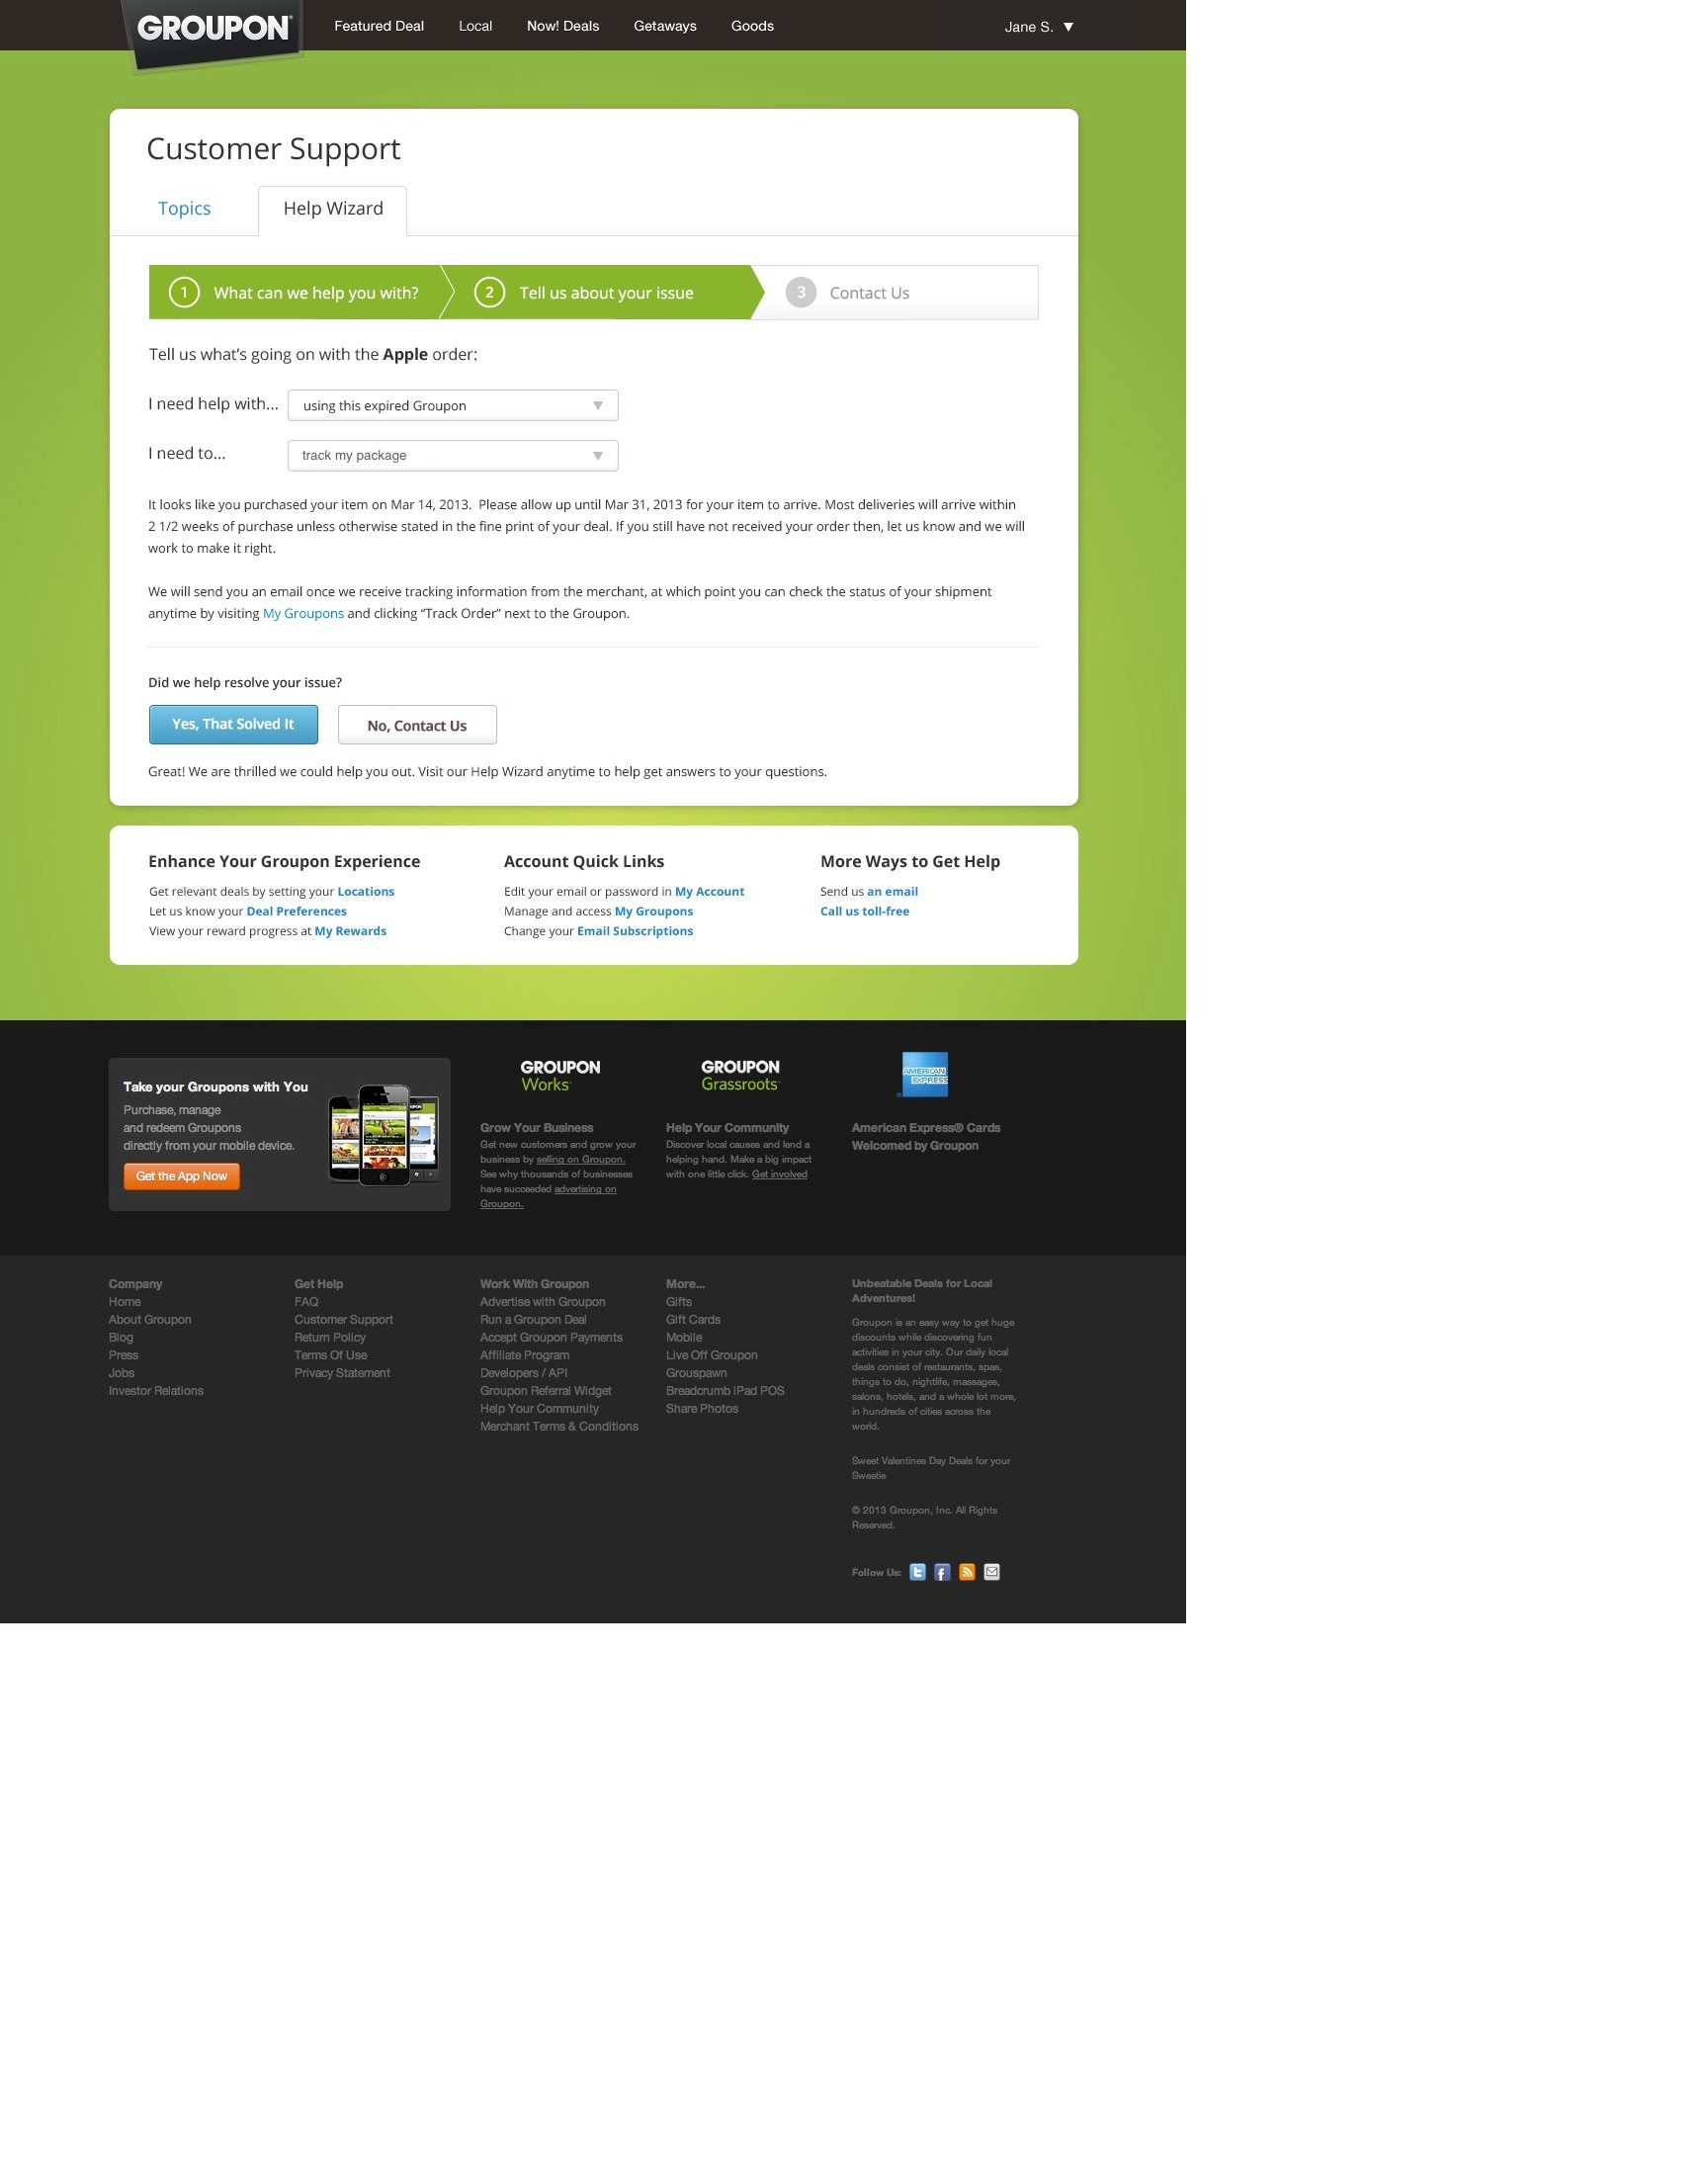 GROUPON
Featured Deal
Local
Now! Deals
Getaways
Goods
Jane S.
Customer Support
Topics
Help Wizard
1 What can we help you with?
2 Tell us about your issue
3 Contact Us
Tell us what's going on with the Apple order:
I need help with...
using this expired Groupon
I need to...
track my package
It looks like you purchased your item on Mar 14, 2013.  Please allow up until Mar 31, 2013 for your item to arrive. Most deliveries will arrive within
2 1/2 weeks of purchase unless otherwise stated in the fine print of your deal. If you still have not received your order then, let us know and we will
work to make it right.
We will send you an email once we receive tracking information from the merchant, at which point you can check the status of your shipment
anytime by visiting My Groupons and clicking “Track Order” next to the Groupon.
Did we help resolve your issue?
Yes, That Solved It
No, Contact Us
Great! We are thrilled we could help you out. Visit our Help Wizard anytime to help get answers to your questions.
Enhance Your Groupon Experience
Get relevant deals by setting your Locations
Let us know your Deal Preferences
View your reward progress at My Rewards
Account Quick Links
Edit your email or password in My Account
Manage and access My Groupons
Change your Email Subscriptions
More Ways to Get Help
Send us an email
Call us toll-free
Take your Groupons with You
Purchase, manage
and redeem Groupons
directly from your mobile device.
Get the App Now
GROUPON
Works
Grow Your Business
Get new customers and grow your
business by selling on Groupon.
See why thousands of businesses
have succeeded advertising on
Groupon.
GROUPON
Grassroots
Help Your Community
Discover local causes and lend a
helping hand. Make a big impact
with one little click. Get involved
AMERICAN
EXPRESS
American Express® Cards
Welcomed by Groupon
Company
Home
About Groupon
Blog
Press
Jobs
Investor Relations
Get Help
FAQ
Customer Support
Return Policy
Terms Of Use
Privacy Statement
Work With Groupon
Advertise with Groupon
Run a Groupon Deal
Accept Groupon Payments
Affiliate Program
Developers / API
Groupon Referral Widget
Help Your Community
Merchant Terms & Conditions
More...
Gifts
Gift Cards
Mobile
Live Off Groupon
Grouspawn
Breadcrumb iPad POS
Share Photos
Unbeatable Deals for Local
Adventures!
Groupon is an easy way to get huge
discounts while discovering fun
activities in your city. Our daily local
deals consist of restaurants, spas,
things to do, nightlife, massages,
salons, hotels, and a whole lot more,
in hundreds of cities across the
world.
Sweet Valentines Day Deals for your
Sweetie
© 2013 Groupon, Inc. All Rights
Reserved.
Follow Us: